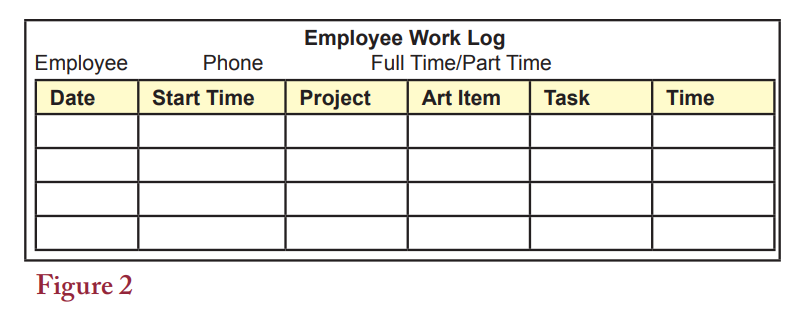 Employee Work Log
Employee Phone Full Time/Part Time
Date Start Time Project Art Item Task Time
Figure 2